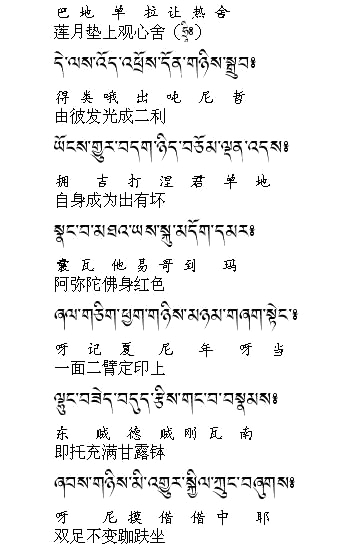 巴 地 单 拉 让 热 舍
莲月垫上观心舍（ཧྲཱིཿ）
དེ་ལས་འོད་འཕྲོས་དོན་གཉིས་སྒྲུབ༔
得 类 哦 出 吨 尼 哲
由彼发光成二利
ཡོངས་གྱུར་བདག་ཉིད་བཅོམ་ལྡན་འདས༔
拥 吉 打 涅 君 单 地
自身成为出有坏
སྣང་བ་མཐའ་ཡས་སྐུ་མདོག་དམར༔
囊 瓦 他 易 哥 到 玛
阿弥陀佛身红色
ཞལ་གཅིག་ཕྱག་གཉིས་མཉམ་གཞག་སྟེང་༔
呀 记 夏 尼 年 呀 当
一面二臂定印上
ལྷུང་བཟེད་བདུད་རྩིས་གང་བ་བསྣམས༔
东 贼 德 贼 刚 瓦 南
即托充满甘露钵
ཞབས་གཉིས་མི་འགྱུར་སྐྱིལ་ཀྲུང་བཞུགས༔
呀 尼 摸 偕 偕 中 耶
双足不变跏趺坐